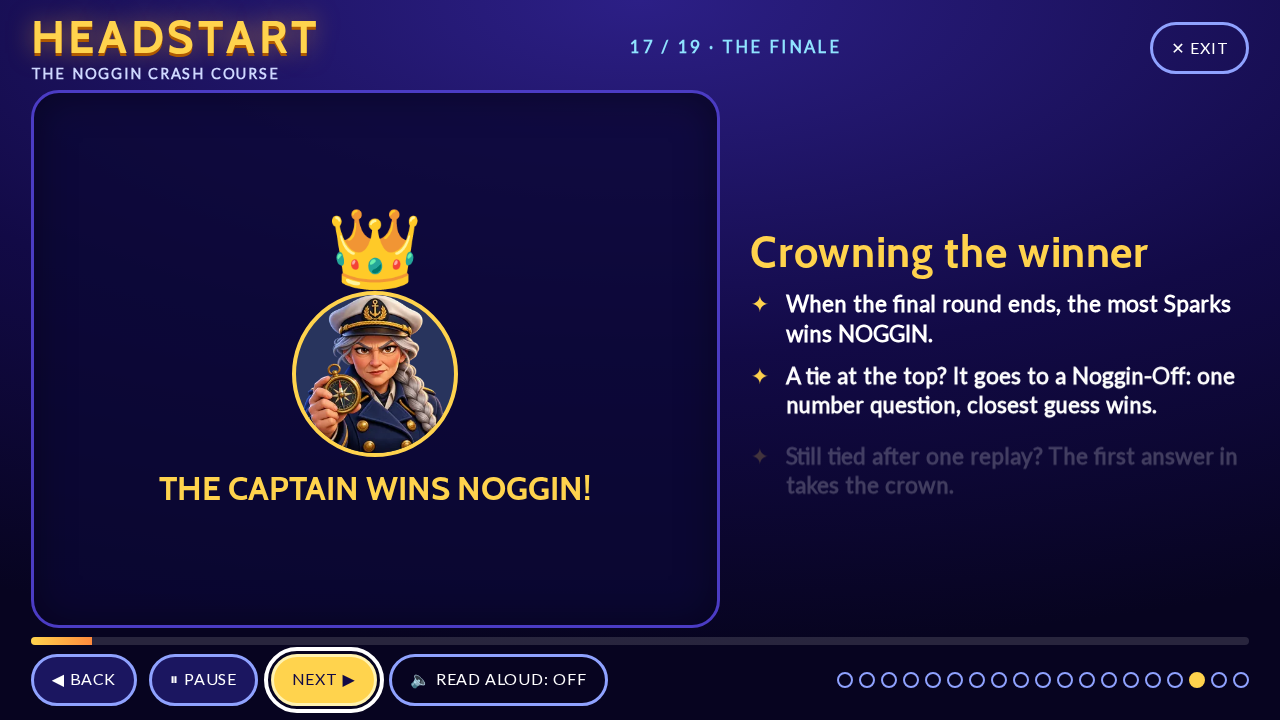 HEADSTART
THE NOGGIN CRASH COURSE
17 / 19 · THE FINALE
✕ EXIT
THE CAPTAIN WINS NOGGIN!
Crowning the winner
✦ When the final round ends, the most Sparks
wins NOGGIN.
✦ A tie at the top? It goes to a Noggin-Off: one
number question, closest guess wins.
✦ Still tied after one replay? The first answer in
takes the crown.
◀ BACK
⏸ PAUSE
NEXT ▶
🔈 READ ALOUD: OFF